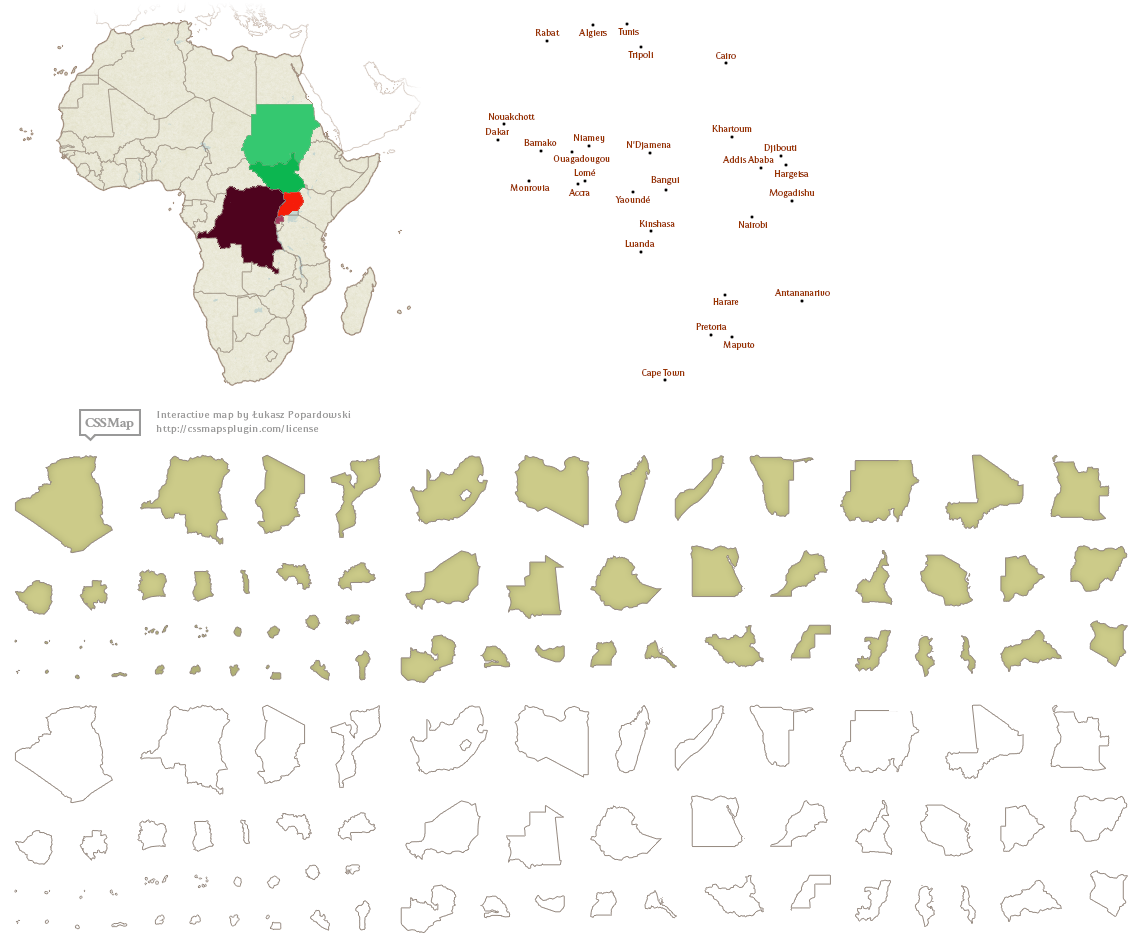 Rabat
Algiers
Tunis
Tripoli
Cairo
Nouakchott
Dakar
Bamako
Niamey
Ouagadougou
N'Djamena
Khartoum
Djibouti
Addis Ababa
Hargeisa
Monrovia
Lomé
Accra
Bangui
Yaoundé
Mogadishu
Kinshasa
Nairobi
Luanda
Harare
Antananarivo
Pretoria
Maputo
Cape Town
CSSMap
Interactive map by Łukasz Popardowski
http://cssmapsplugin.com/license